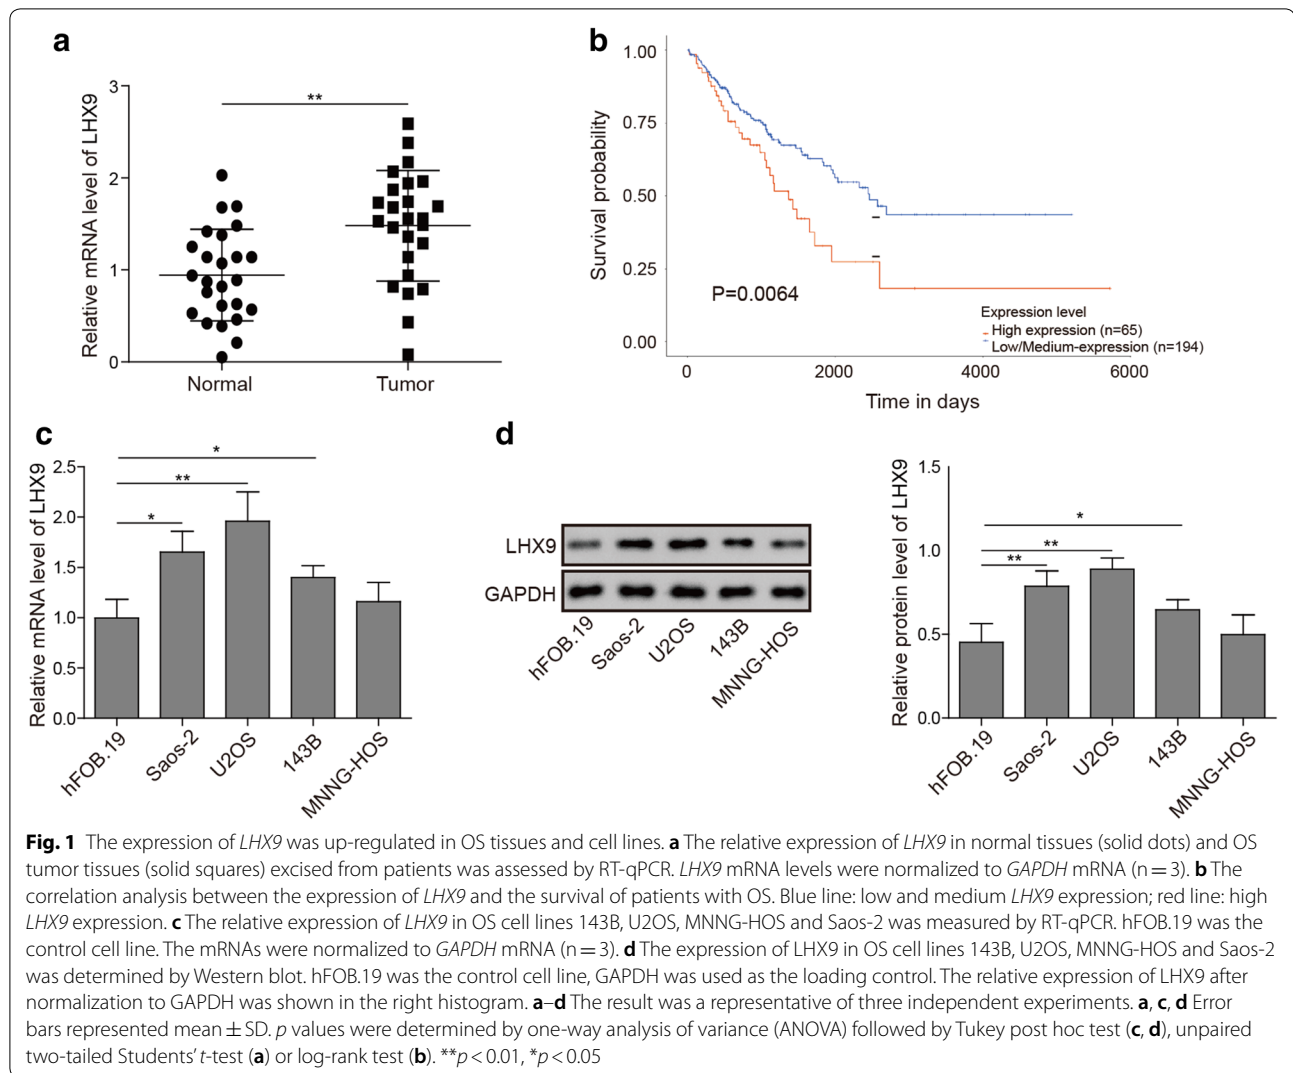 a
Relative mRNA level of LHX9
3
2
1
0
**
Normal
Tumor
b
Survival probability
1.00
0.75
0.50
0.25
0.00
P=0.0064
Expression level
High expression (n=65)
Low/Medium-expression (n=194)
0
2000
4000
6000
Time in days
c
Relative mRNA level of LHX9
2.5
2.0
1.5
1.0
0.5
0.0
*
**
*
hFOB.19
Saos-2
U2OS
143B
MNNG-HOS
d
LHX9
GAPDH
hFOB.19
Saos-2
U2OS
143B
MNNG-HOS
Relative protein level of LHX9
1.5
1.0
0.5
0.0
*
**
**
hFOB.19
Saos-2
U2OS
143B
MNNG-HOS
Fig. 1 The expression of LHX9 was up-regulated in OS tissues and cell lines. a The relative expression of LHX9 in normal tissues (solid dots) and OS
tumor tissues (solid squares) excised from patients was assessed by RT-qPCR. LHX9 mRNA levels were normalized to GAPDH mRNA (n = 3). b The
correlation analysis between the expression of LHX9 and the survival of patients with OS. Blue line: low and medium LHX9 expression; red line: high
LHX9 expression. c The relative expression of LHX9 in OS cell lines 143B, U2OS, MNNG-HOS and Saos-2 was measured by RT-qPCR. hFOB.19 was the
control cell line. The mRNAs were normalized to GAPDH mRNA (n = 3). d The expression of LHX9 in OS cell lines 143B, U2OS, MNNG-HOS and Saos-2
was determined by Western blot. hFOB.19 was the control cell line, GAPDH was used as the loading control. The relative expression of LHX9 after
normalization to GAPDH was shown in the right histogram. a–d The result was a representative of three independent experiments. a, c, d Error
bars represented mean ± SD. p values were determined by one-way analysis of variance (ANOVA) followed by Tukey post hoc test (c, d), unpaired
two-tailed Students’ t-test (a) or log-rank test (b). **p < 0.01, *p < 0.05